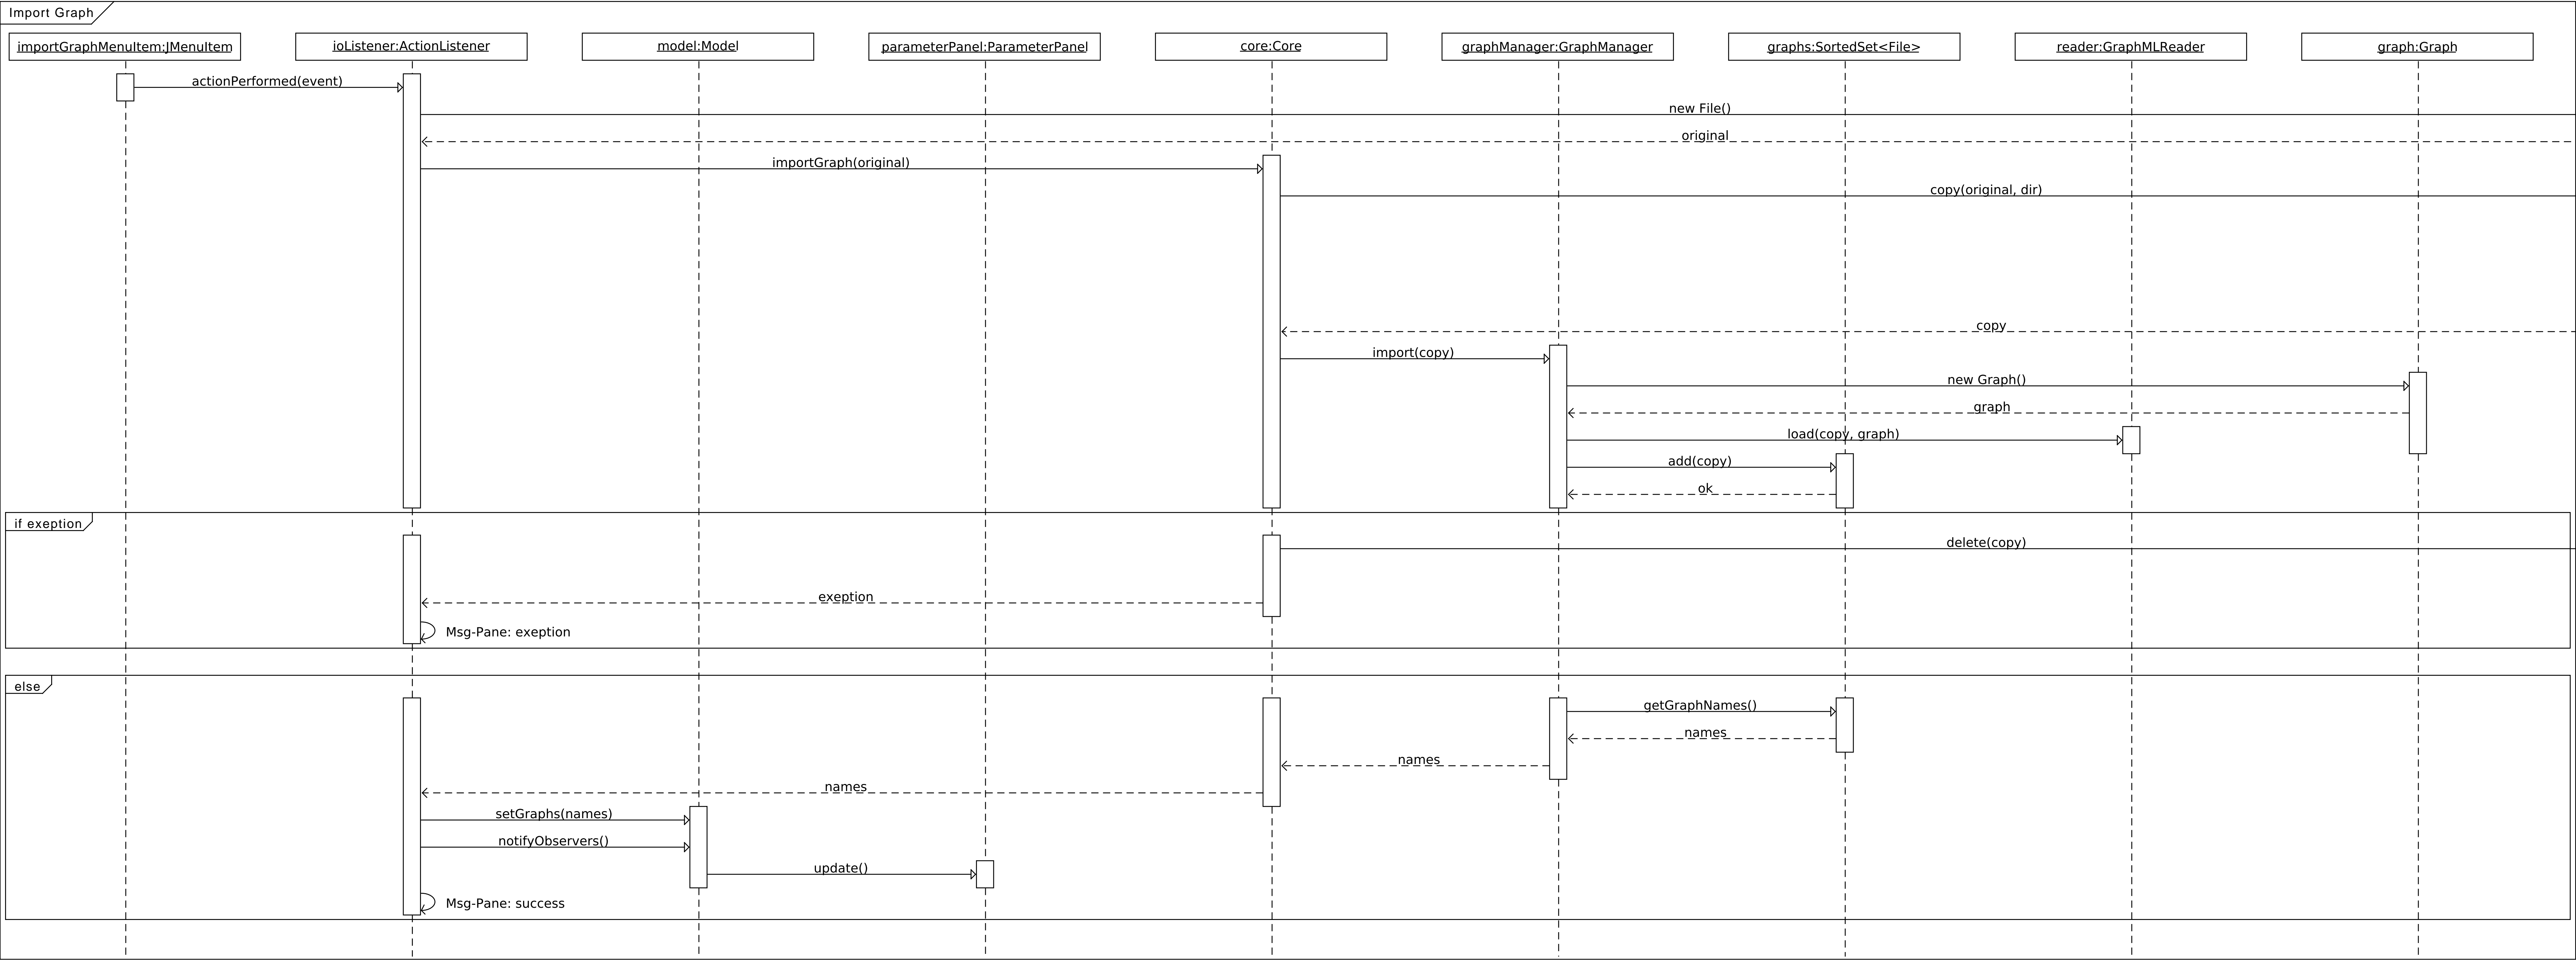 Import Graph
importGraphMenuItem:JMenuItem
ioListener:ActionListener
model:Model
parameterPanel:ParameterPanel
core:Core
graphManager:GraphManager
graphs:SortedSet<File>
reader:GraphMLReader
graph:Graph
actionPerformed(event)
new File()
original
importGraph(original)
copy(original, dir)
copy
import(copy)
new Graph()
graph
load(copy, graph)
add(copy)
ok
if exeption
delete(copy)
exeption
Msg-Pane: exeption
else
getGraphNames()
names
names
names
setGraphs(names)
notifyObservers()
update()
Msg-Pane: success